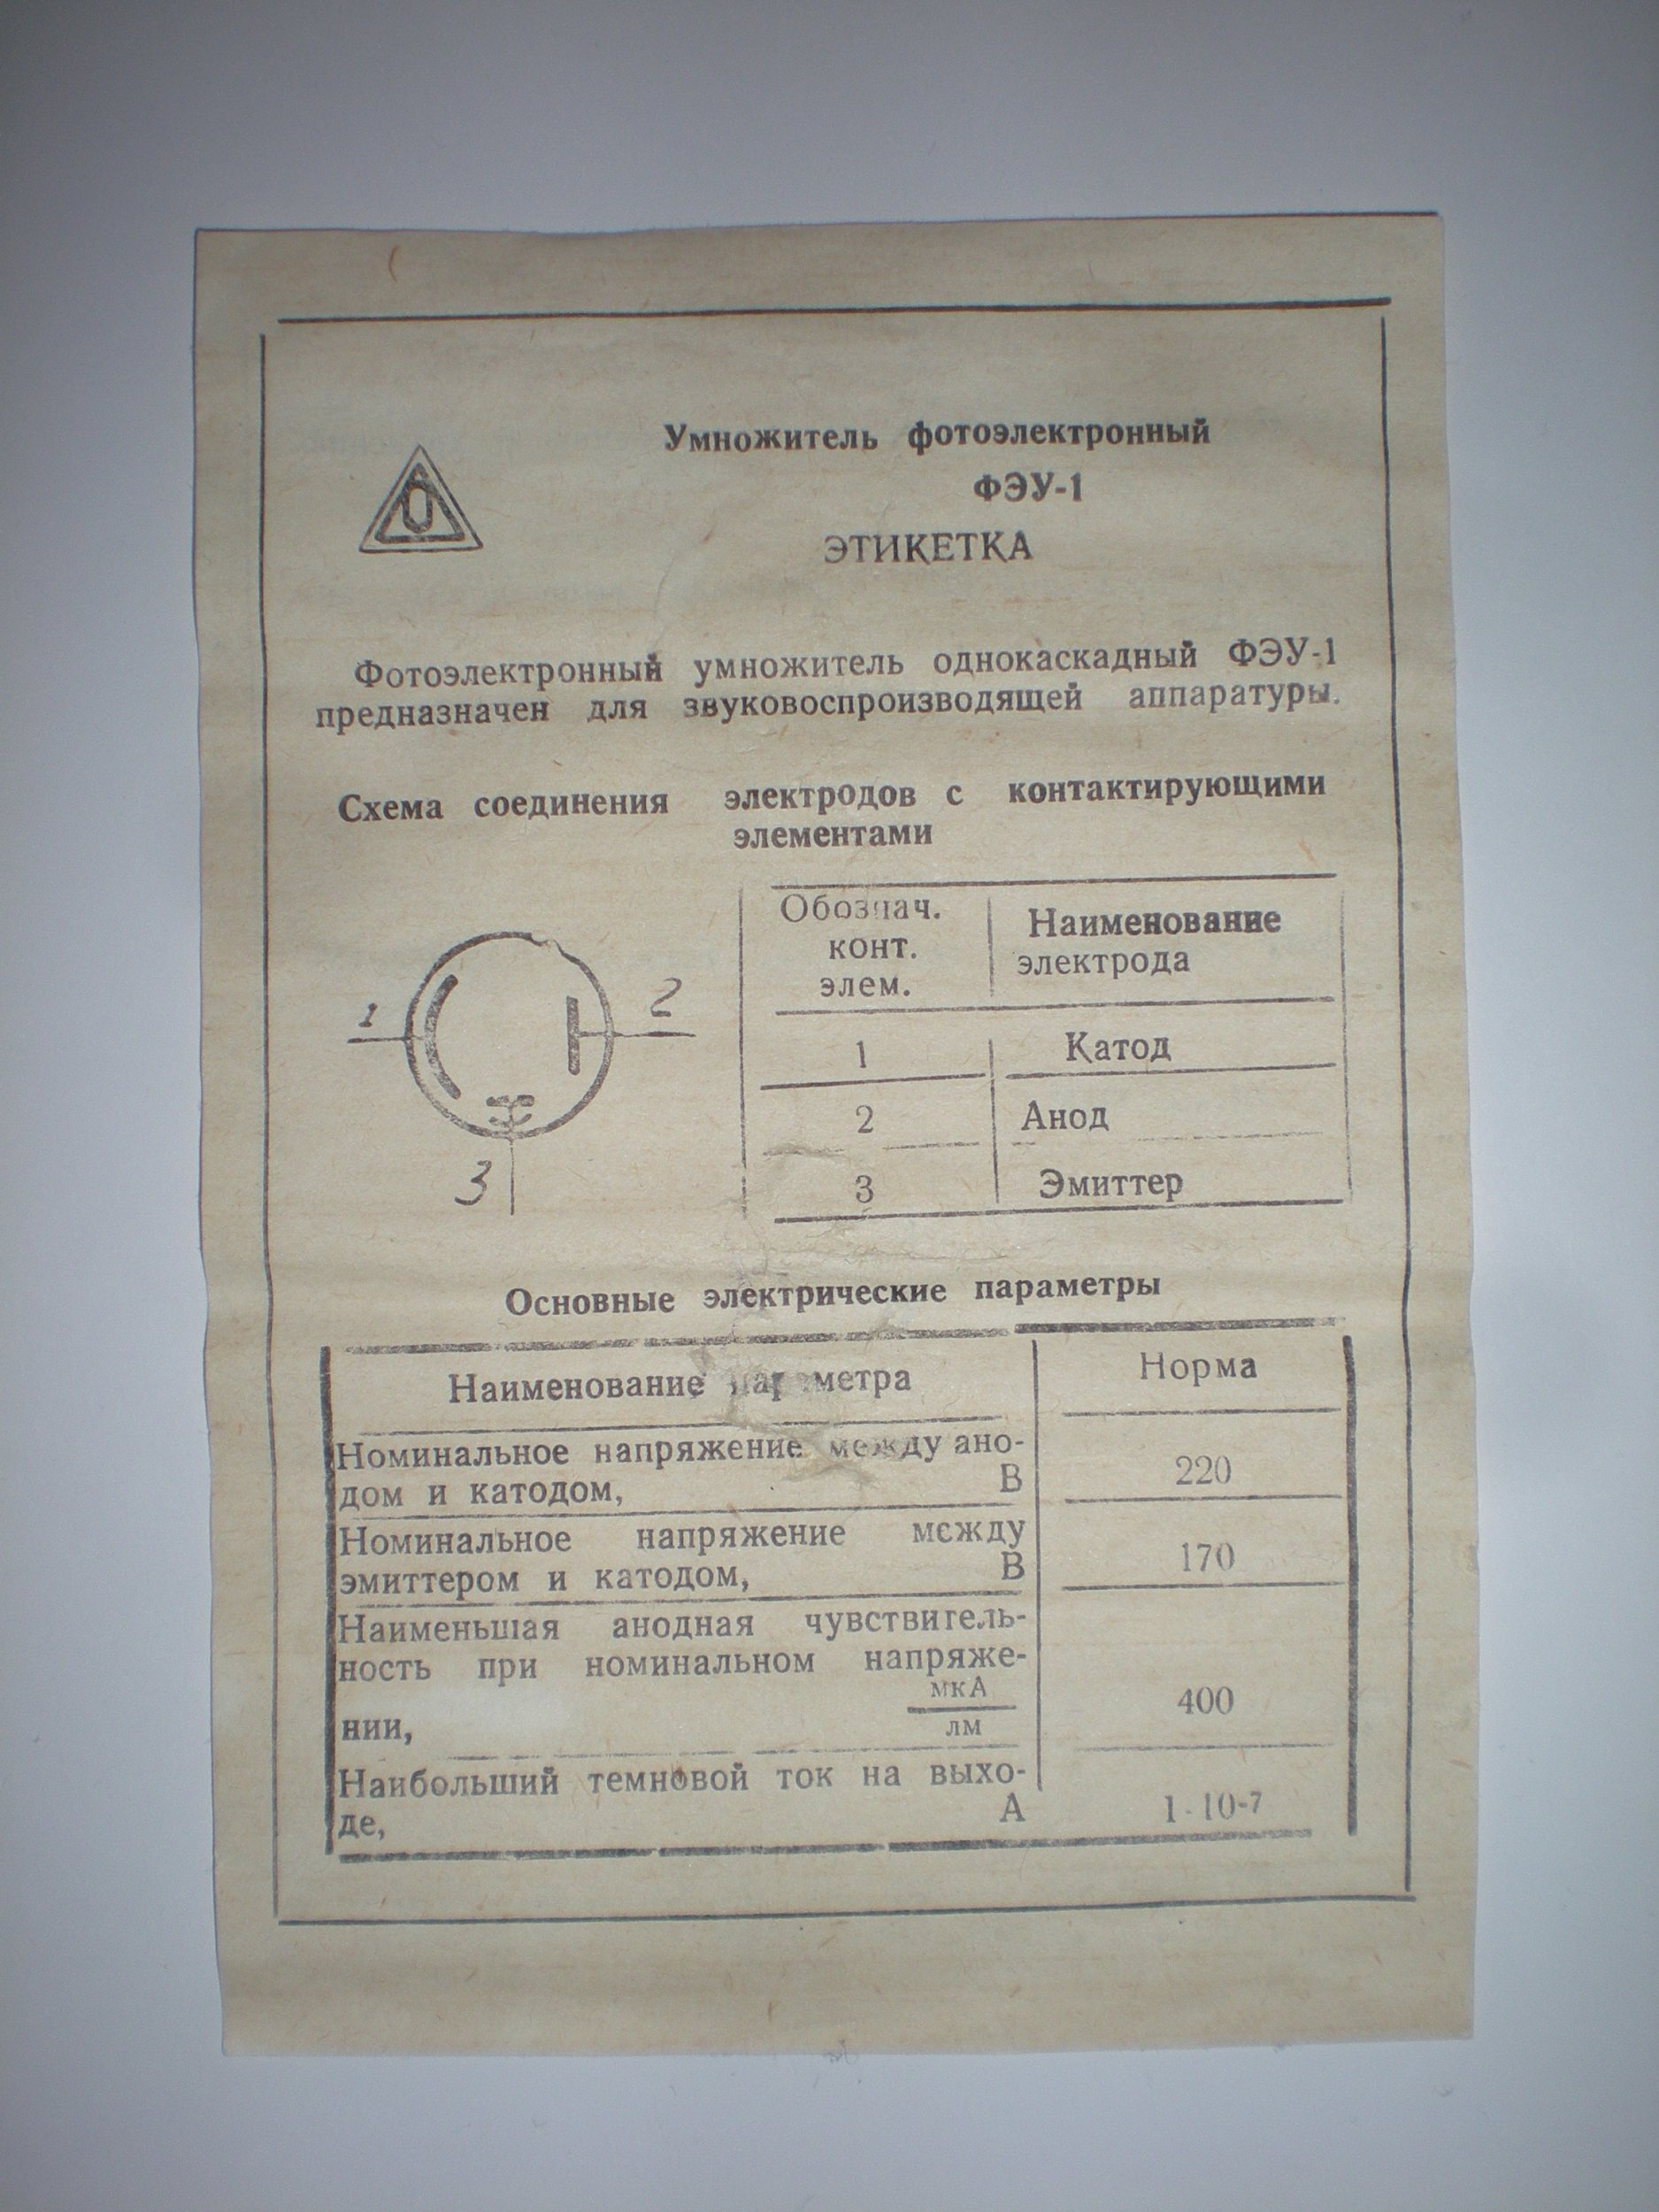 Умножитель фотоэлектронный
ФЭУ-1
ЭТИКЕТКА
Фотоэлектронный умножитель однокаскадный ФЭУ-1
предназначен для звуковоспроизводящей аппаратуры.
Схема соединения электродов с контактирующими
элементами
1
2
3
Обознач.
конт.
элем.
Наименование
электрода
1 Катод
2 Анод
3 Эмиттер
Основные электрические параметры
Наименование параметра Норма
Номинальное напряжение между ано-
дом и катодом, В 220
Номинальное напряжение между
эмиттером и катодом, В 170
Наименьшая анодная чувствитель-
ность при номинальном напряже-
нии, мкА/лм 400
Наибольший темновой ток на выхо-
де, А 1·10-7